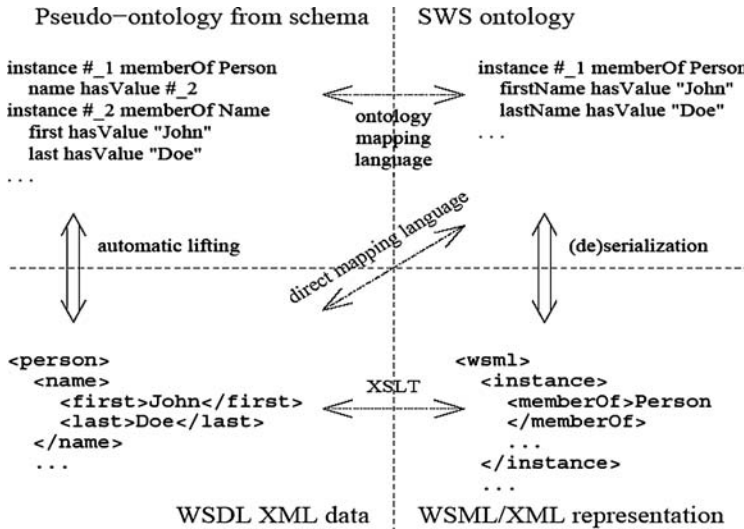 Pseudo-ontology from schema
SWS ontology
instance #_1 memberOf Person
name hasValue #_2
instance #_2 memberOf Name
first hasValue "John"
last hasValue "Doe"
. . .
instance #_1 memberOf Person
firstName hasValue "John"
lastName hasValue "Doe"
. . .
ontology
mapping
language
automatic lifting
direct mapping language
(de)serialization
<person>
<name>
<first>John</first>
<last>Doe</last>
</name>
...
XSLT
<wsml>
<instance>
<memberOf>Person
</memberOf>
...
</instance>
...
WSDL XML data
WSML/XML representation